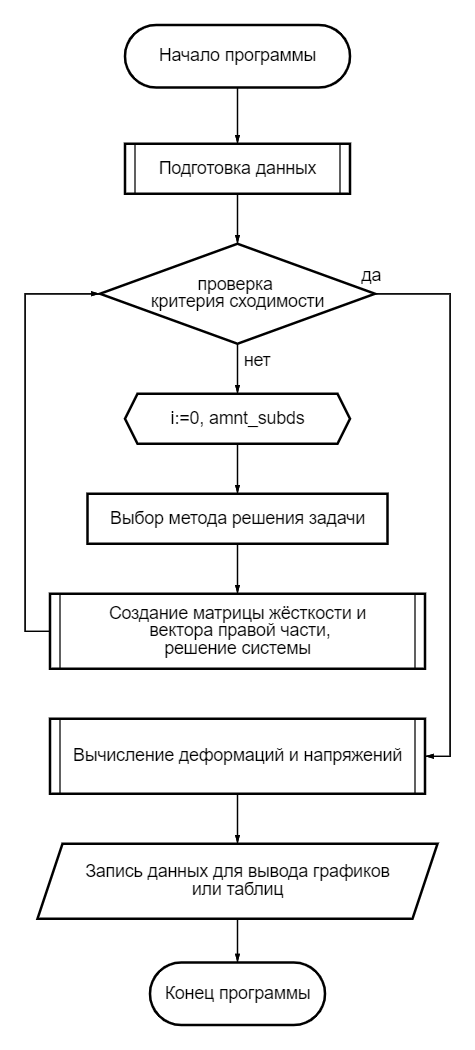 Начало программы
Подготовка данных
проверка
критерия сходимости
да
нет
i:=0, amnt_subds
Выбор метода решения задачи
Создание матрицы жёсткости и
вектора правой части,
решение системы
Вычисление деформаций и напряжений
Запись данных для вывода графиков
или таблиц
Конец программы